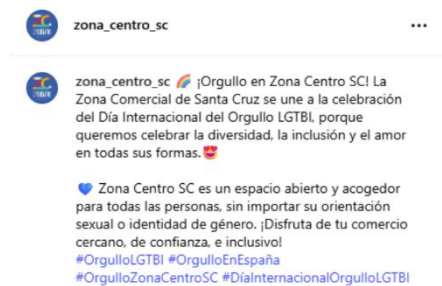 zona_centro_sc
zona_centro_sc 🌈 ¡Orgullo en Zona Centro SC! La
Zona Comercial de Santa Cruz se une a la celebración
del Día Internacional del Orgullo LGTBI, porque
queremos celebrar la diversidad, la inclusión y el amor
en todas sus formas.😍
💙 Zona Centro SC es un espacio abierto y acogedor
para todas las personas, sin importar su orientación
sexual o identidad de género. ¡Disfruta de tu comercio
cercano, de confianza, e inclusivo!
#OrgulloLGTBI #OrgulloEnEspaña
#OrgulloZonaCentroSC #DíaInternacionalOrgulloLGTBI